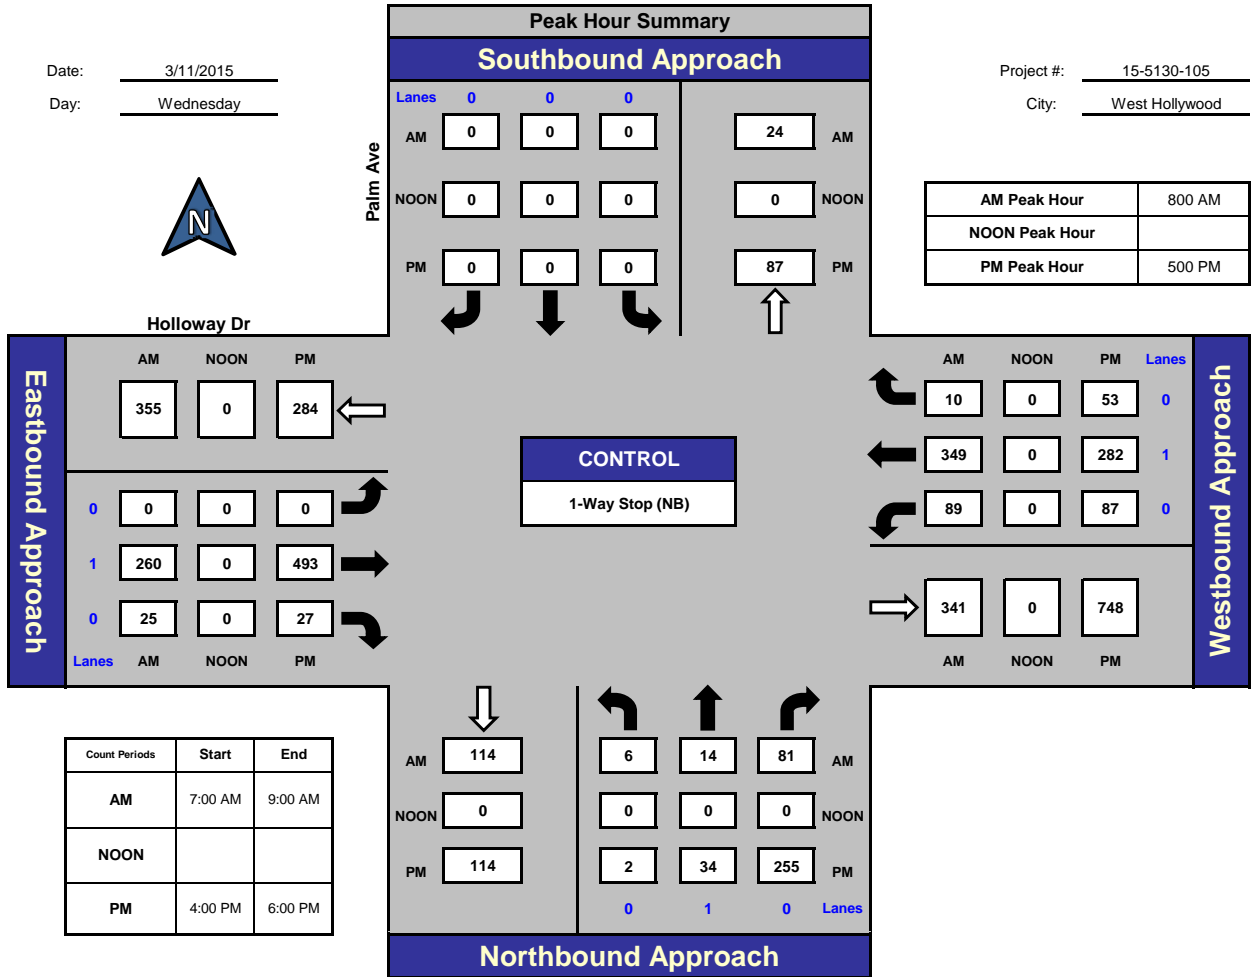 Peak Hour Summary
Southbound Approach
Date: 3/11/2015
Day: Wednesday
Project #: 15-5130-105
City: West Hollywood
N
Palm Ave
Lanes 0 0 0
AM 0 0 0 24 AM
NOON 0 0 0 0 NOON
PM 0 0 0 87 PM
AM Peak Hour 800 AM
NOON Peak Hour
PM Peak Hour 500 PM
Holloway Dr
Eastbound Approach
AM NOON PM
355 0 284
0 0 0 0
1 260 0 493
0 25 0 27
Lanes AM NOON PM
CONTROL
1-Way Stop (NB)
AM NOON PM Lanes
10 0 53 0
349 0 282 1
89 0 87 0
341 0 748
AM NOON PM
Westbound Approach
Count Periods Start End
AM 7:00 AM 9:00 AM
NOON
PM 4:00 PM 6:00 PM
AM 114 6 14 81 AM
NOON 0 0 0 0 NOON
PM 114 2 34 255 PM
0 1 0 Lanes
Northbound Approach